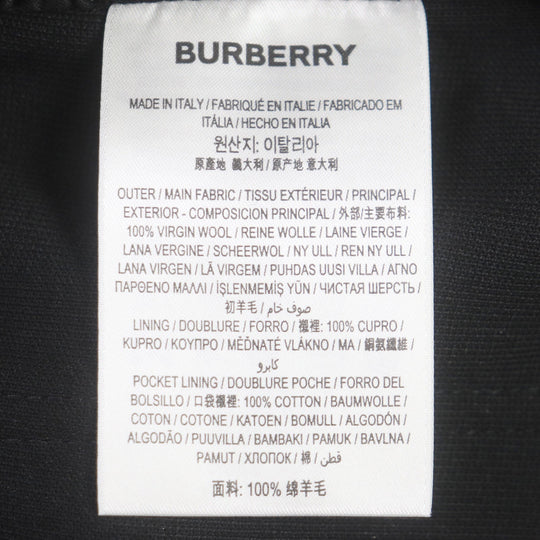 BURBERRY
MADE IN ITALY / FABRIQUÉ EN ITALIE / FABRICADO EM
ITÁLIA / HECHO EN ITALIA
원산지: 이탈리아
原產地 義大利 / 原产地 意大利
OUTER / MAIN FABRIC / TISSU EXTÉRIEUR / PRINCIPAL /
EXTERIOR - COMPOSICION PRINCIPAL / 外部/主要布料:
100% VIRGIN WOOL / REINE WOLLE / LAINE VIERGE /
LANA VERGINE / SCHEERWOL / NY ULL / REN NY ULL /
LANA VIRGEN / LÃ VIRGEM / PUHDAS UUSI VILLA / ΑΓΝΟ
ΠΑΡΘΕΝΟ ΜΑΛΛΙ / İŞLENMEMİŞ YÜN / ЧИСТАЯ ШЕРСТЬ /
初羊毛 / صوف خام
LINING / DOUBLURE / FORRO / 襯裡: 100% CUPRO /
KUPRO / ΚΟΥΠΡΟ / MĚĎNATÉ VLÁKNO / MA / 銅氨纖維 /
كابرو
POCKET LINING / DOUBLURE POCHE / FORRO DEL
BOLSILLO / 口袋襯裡: 100% COTTON / BAUMWOLLE /
COTON / COTONE / KATOEN / BOMULL / ALGODÓN /
ALGODÃO / PUUVILLA / ΒΑΜΒΑΚΙ / PAMUK / BAVLNA /
PAMUT / ХЛОПОК / 棉 / قطن
面料: 100% 绵羊毛